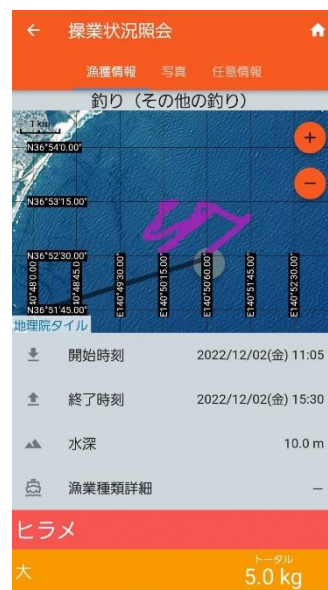 操業状況照会
漁獲情報 写真 任意情報
釣り（その他の釣り）
1 km
+
N36°54'0.00"
N36°53'15.00"
−
N36°52'30.00"
E140°48'45.0
E140°49'30.00"
E140°50'15.00"
E140°50'60.00"
E140°51'45.00"
E140°52'30.00"
N36°51'45.00"
地理院タイル
開始時刻 2022/12/02(金) 11:05
終了時刻 2022/12/02(金) 15:30
水深 10.0 m
漁業種類詳細 －
ヒラメ
トータル
大 5.0 kg